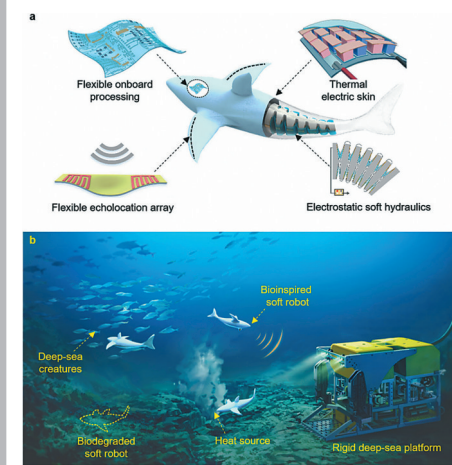 a
Flexible onboard
processing
Thermal
electric skin
Flexible echolocation array
Electrostatic soft hydraulics
b
Bioinspired
soft robot
Deep-sea
creatures
Biodegraded
soft robot
Heat source
Rigid deep-sea platform